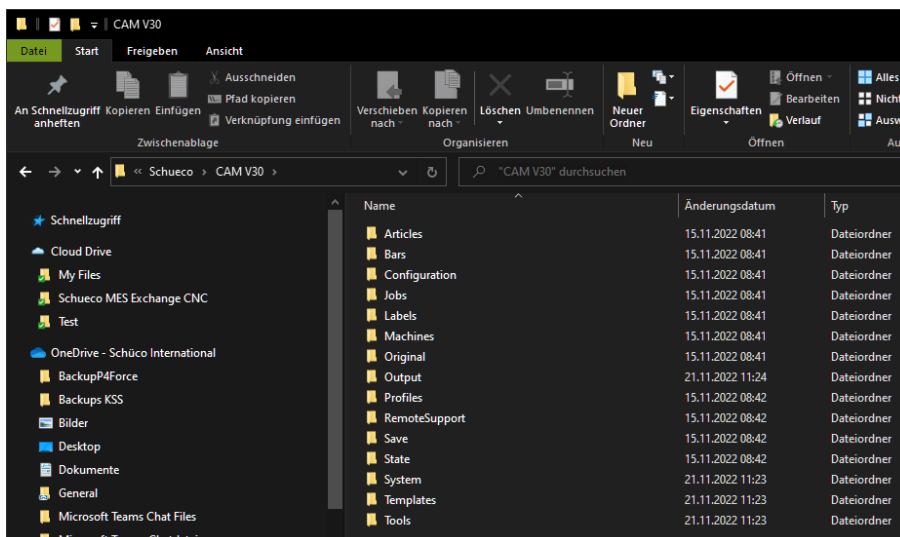 CAM V30
Datei Start Freigeben Ansicht
An Schnellzugriff anheften
Kopieren
Einfügen
Ausschneiden
Pfad kopieren
Verknüpfung einfügen
Zwischenablage
Verschieben nach
Kopieren nach
Löschen
Umbenennen
Organisieren
Neuer Ordner
Neu
Eigenschaften
Öffnen
Bearbeiten
Verlauf
Öffnen
Alles
« Schueco › CAM V30 ›
"CAM V30" durchsuchen
Schnellzugriff
Cloud Drive
My Files
Schueco MES Exchange CNC
Test
OneDrive - Schüco International
BackupP4Force
Backups KSS
Bilder
Desktop
Dokumente
General
Microsoft Teams Chat Files
Name Änderungsdatum Typ
Articles 15.11.2022 08:41 Dateiordner
Bars 15.11.2022 08:41 Dateiordner
Configuration 15.11.2022 08:41 Dateiordner
Jobs 15.11.2022 08:41 Dateiordner
Labels 15.11.2022 08:41 Dateiordner
Machines 15.11.2022 08:41 Dateiordner
Original 15.11.2022 08:41 Dateiordner
Output 21.11.2022 11:24 Dateiordner
Profiles 15.11.2022 08:42 Dateiordner
RemoteSupport 15.11.2022 08:42 Dateiordner
Save 15.11.2022 08:42 Dateiordner
State 15.11.2022 08:42 Dateiordner
System 21.11.2022 11:23 Dateiordner
Templates 21.11.2022 11:23 Dateiordner
Tools 21.11.2022 11:23 Dateiordner